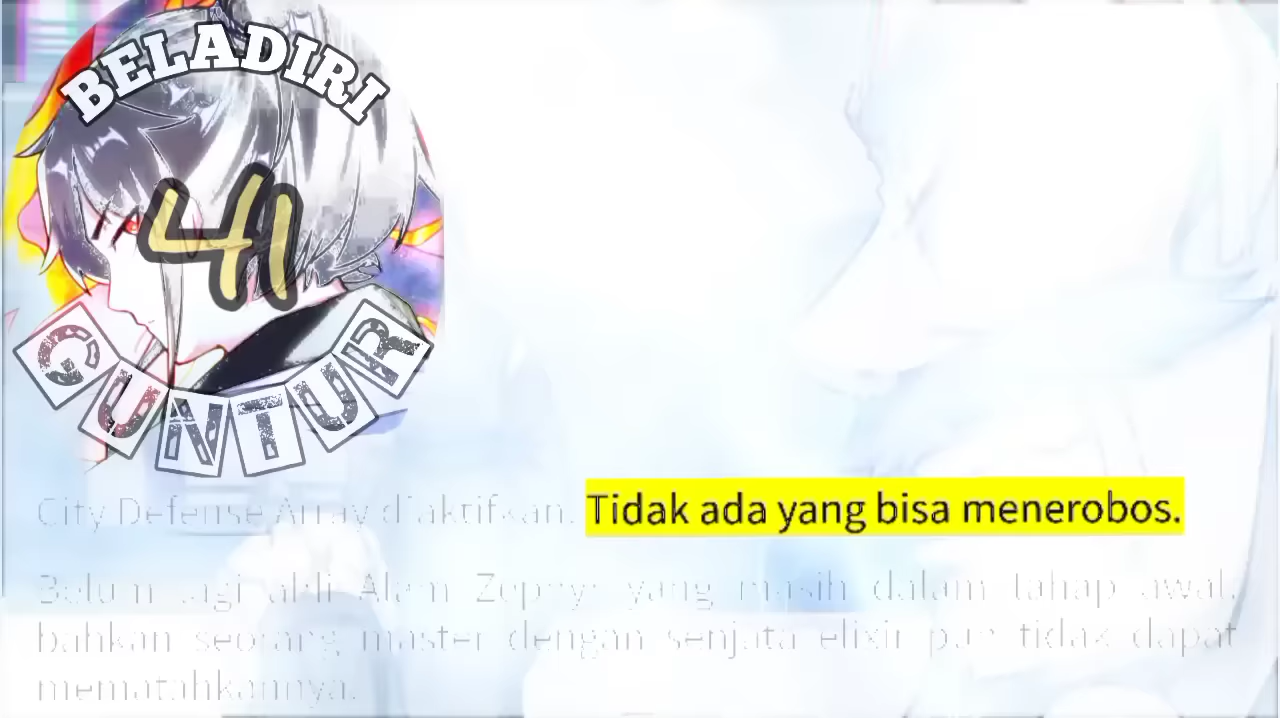 BELADIRI
41
GUNTUR
City Defense Array diaktifkan. Tidak ada yang bisa menerobos.
Belum lagi ahli Alam Zephyr yang masih dalam tahap awal,
bahkan seorang master dengan senjata elixir pun tidak dapat
mematahkannya.